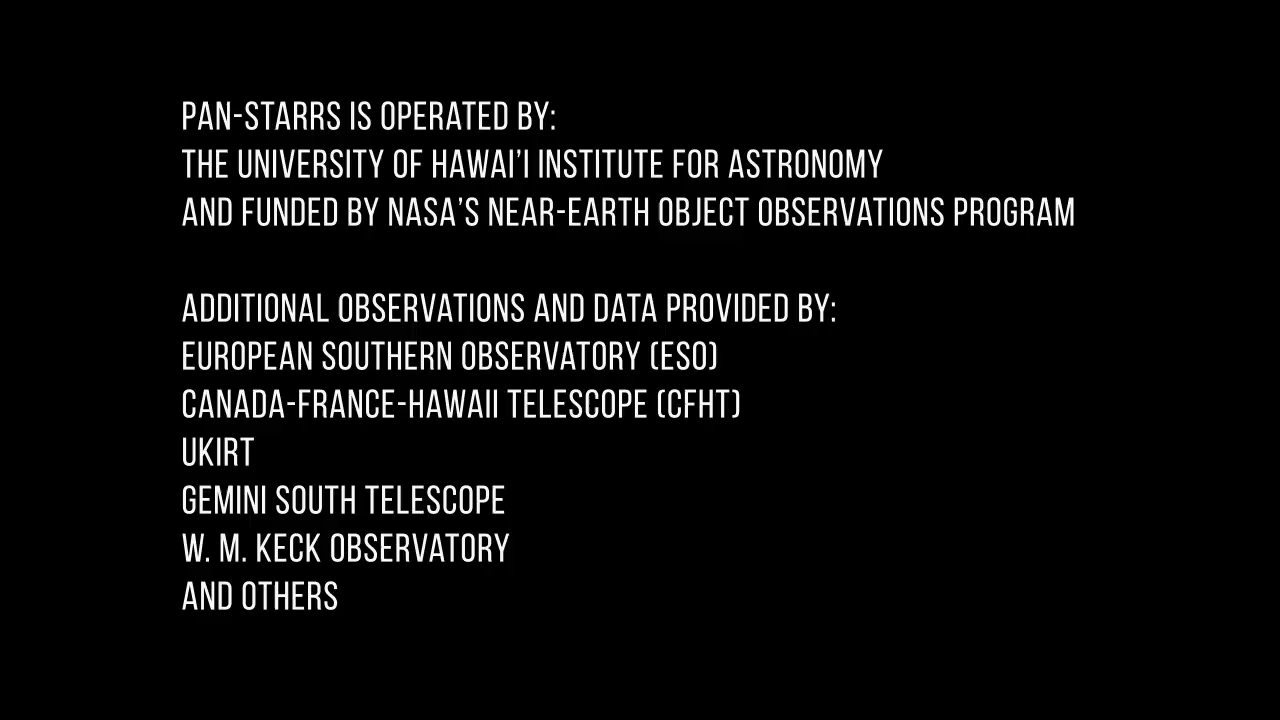 PAN-STARRS IS OPERATED BY:
THE UNIVERSITY OF HAWAI’I INSTITUTE FOR ASTRONOMY
AND FUNDED BY NASA’S NEAR-EARTH OBJECT OBSERVATIONS PROGRAM
ADDITIONAL OBSERVATIONS AND DATA PROVIDED BY:
EUROPEAN SOUTHERN OBSERVATORY (ESO)
CANADA-FRANCE-HAWAII TELESCOPE (CFHT)
UKIRT
GEMINI SOUTH TELESCOPE
W. M. KECK OBSERVATORY
AND OTHERS